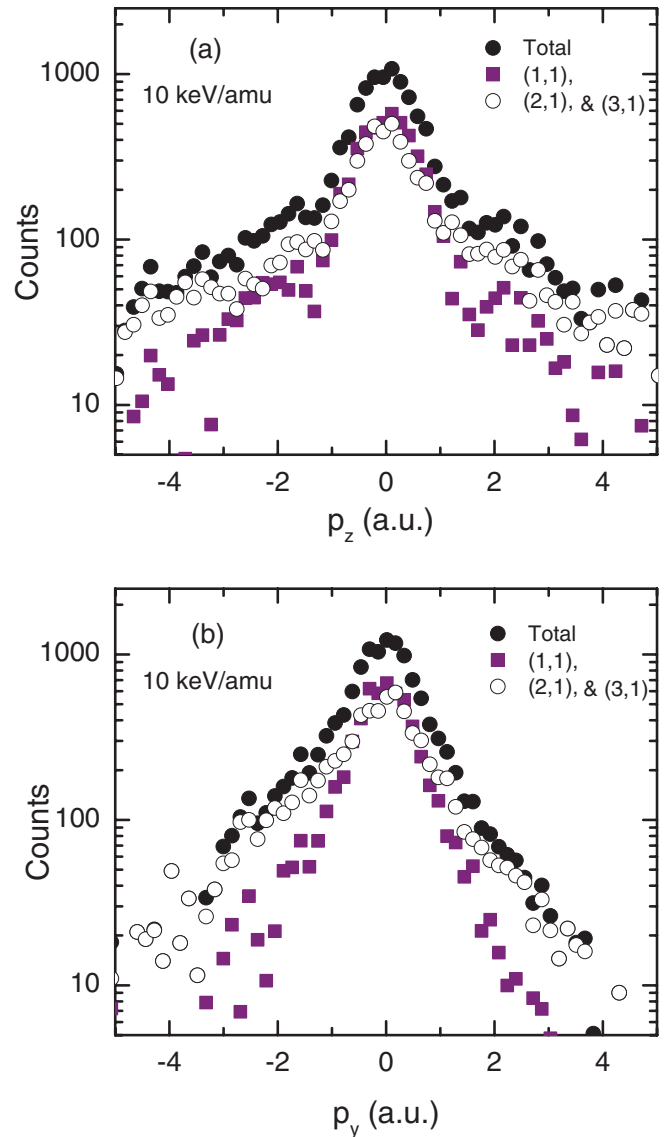 (a)
Total
(1,1),
(2,1), & (3,1)
10 keV/amu
1000
100
10
Counts
-4 -2 0 2 4
p_z (a.u.)
(b)
Total
(1,1),
(2,1), & (3,1)
10 keV/amu
1000
100
10
Counts
-4 -2 0 2 4
p_y (a.u.)